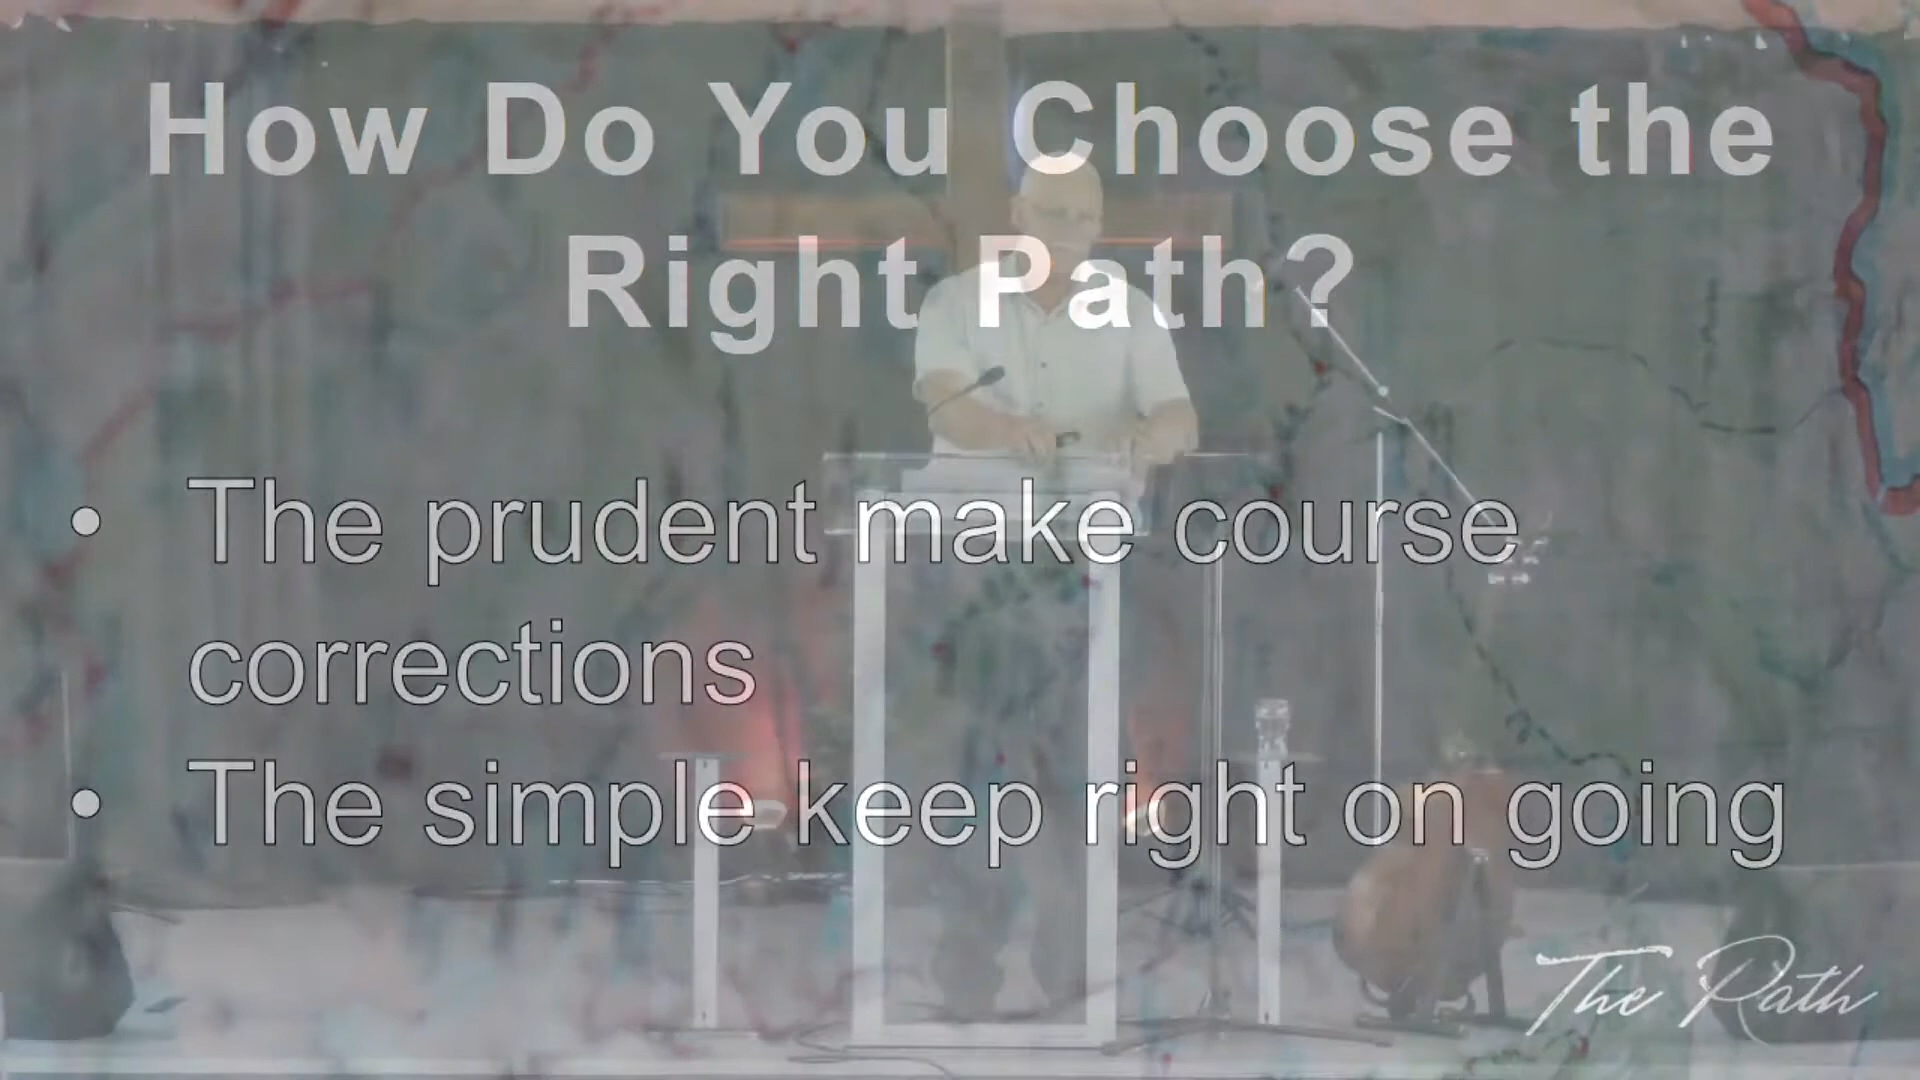 How Do You Choose the
Right Path?
• The prudent make course
corrections
• The simple keep right on going
The Path